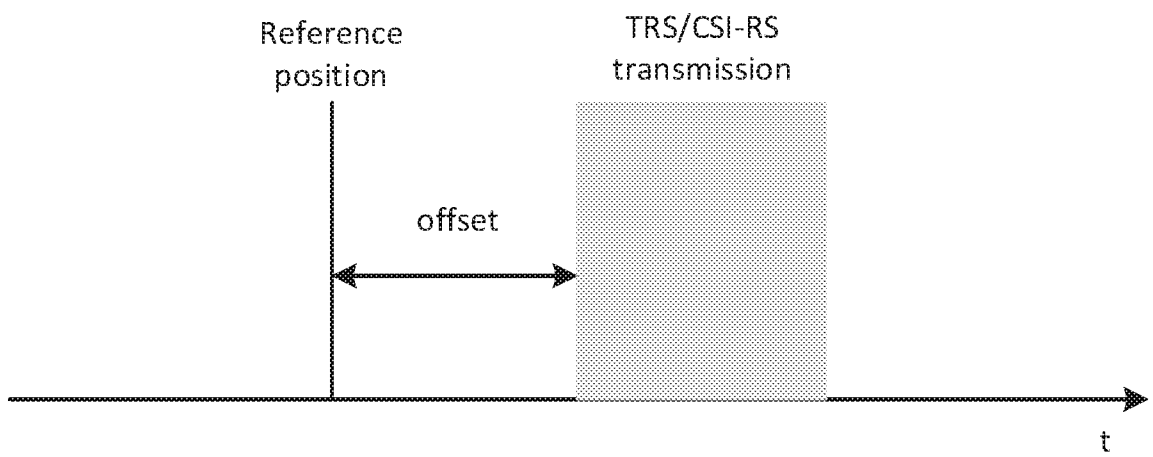 Reference
position
TRS/CSI-RS
transmission
offset
t